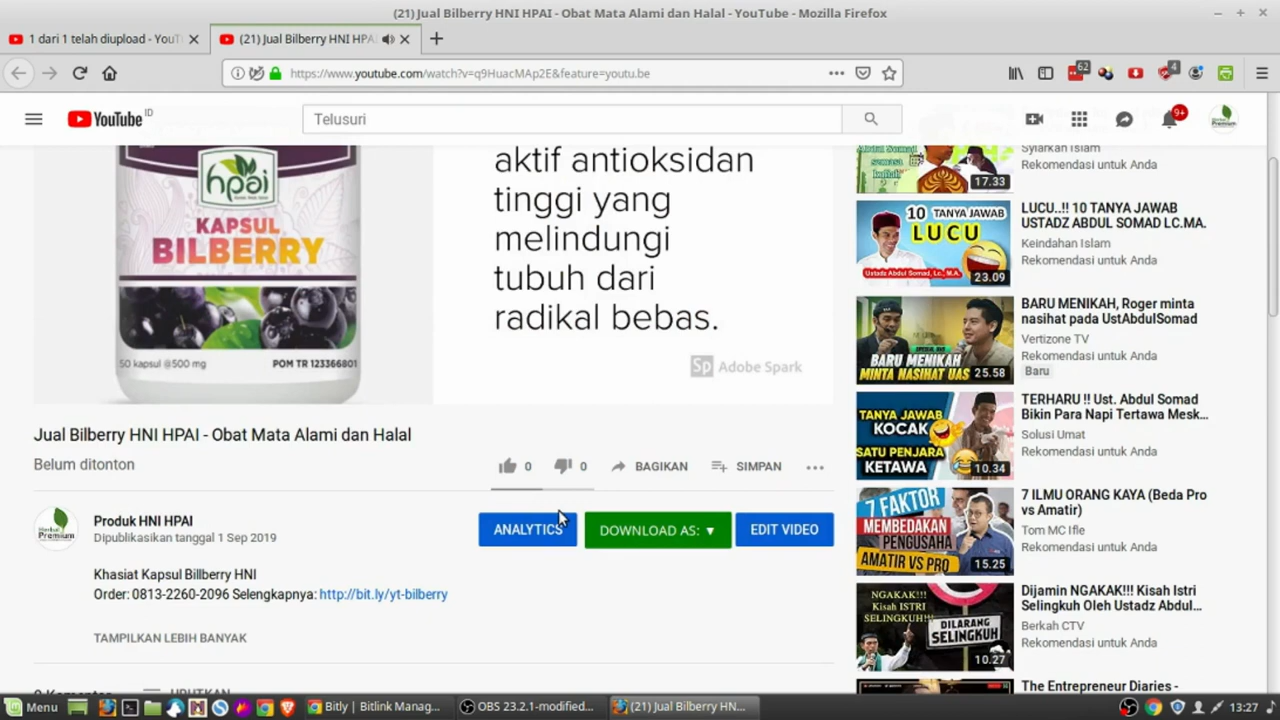 (21) Jual Bilberry HNI HPAI - Obat Mata Alami dan Halal - YouTube - Mozilla Firefox
1 dari 1 telah diupload - YouT
(21) Jual Bilberry HNI HPAI
https://www.youtube.com/watch?v=q9HuacMAp2E&feature=youtu.be
62
4
YouTube ID
Telusuri
9+
hpai
KAPSUL
BILBERRY
50 kapsul @500 mg
POM TR 123366801
aktif antioksidan
tinggi yang
melindungi
tubuh dari
radikal bebas.
Sp Adobe Spark
Jual Bilberry HNI HPAI - Obat Mata Alami dan Halal
Belum ditonton
0
0
BAGIKAN
SIMPAN
Herbal
Premium
Produk HNI HPAI
Dipublikasikan tanggal 1 Sep 2019
ANALYTICS
DOWNLOAD AS: ▼
EDIT VIDEO
Khasiat Kapsul Billberry HNI
Order: 0813-2260-2096 Selengkapnya: http://bit.ly/yt-bilberry
TAMPILKAN LEBIH BANYAK
0 Komentar
URUTKAN
Syiarkan Islam
Rekomendasi untuk Anda
17.33
10 TANYA JAWAB
LUCU
Ustadz Abdul Somad, Lc., M.A.
23.09
LUCU..!! 10 TANYA JAWAB
USTADZ ABDUL SOMAD LC.MA.
Keindahan Islam
Rekomendasi untuk Anda
BARU MENIKAH
MINTA NASIHAT UAS
25.58
BARU MENIKAH, Roger minta
nasihat pada UstAbdulSomad
Vertizone TV
Rekomendasi untuk Anda
Baru
TANYA JAWAB
KOCAK
SATU PENJARA
KETAWA
10.34
TERHARU !! Ust. Abdul Somad
Bikin Para Napi Tertawa Mesk...
Solusi Umat
Rekomendasi untuk Anda
7 FAKTOR
MEMBEDAKAN
PENGUSAHA
AMATIR VS PRO
15.25
7 ILMU ORANG KAYA (Beda Pro
vs Amatir)
Tom MC Ifle
Rekomendasi untuk Anda
NGAKAK!!!
Kisah ISTRI
SELINGKUH!!!
DILARANG
SELINGKUH
10.27
Dijamin NGAKAK!!! Kisah Istri
Selingkuh Oleh Ustadz Abdul...
Berkah CTV
Rekomendasi untuk Anda
The Entrepreneur Diaries -
Menu
Bitly | Bitlink Manag...
OBS 23.2.1-modified...
(21) Jual Bilberry HN...
13:27